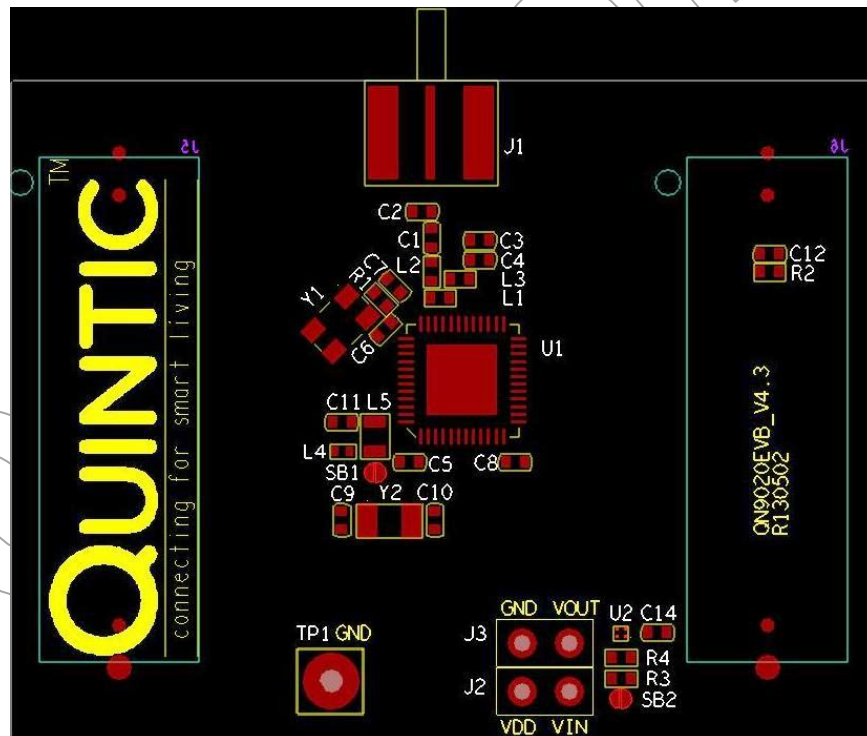 J5
J6
J1
TM
QUINTIC
connecting for smart living
C2
C1
C3
L2
C4
L3
L1
C7
R1
Y1
C6
U1
C12
R2
C11
L5
L4
SB1
C5
C8
C9
Y2
C10
QN9020EVB_V4.3
R130502
TP1 GND
GND VOUT
J3
J2
VDD VIN
U2 C14
R4
R3
SB2